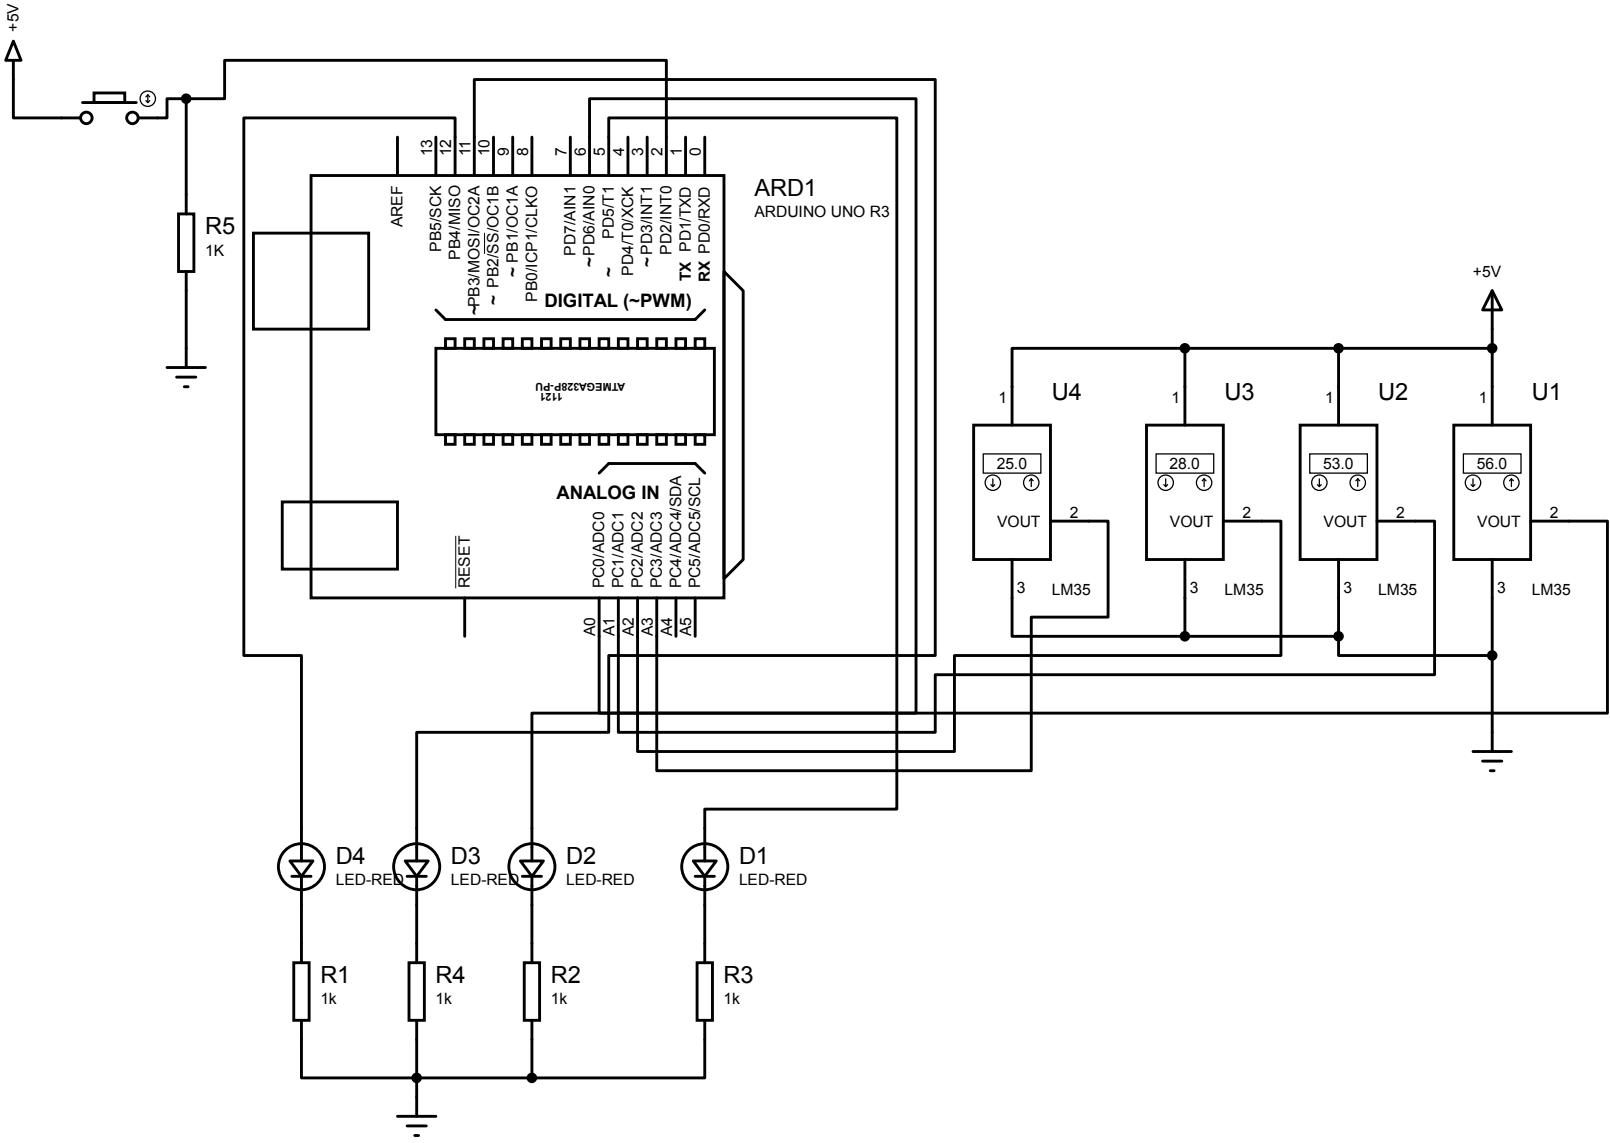 +5V
R5
1K
13
12
11
10
9
8
7
6
5
4
3
2
1
0
AREF
PB5/SCK
PB4/MISO
~PB3/MOSI/OC2A
~ PB2/SS/OC1B
~ PB1/OC1A
PB0/ICP1/CLKO
PD7/AIN1
~PD6/AIN0
~ PD5/T1
PD4/T0/XCK
~PD3/INT1
PD2/INT0
TX PD1/TXD
RX PD0/RXD
ARD1
ARDUINO UNO R3
DIGITAL (~PWM)
ATMEGA328P-PU
1121
ANALOG IN
RESET
PC0/ADC0
PC1/ADC1
PC2/ADC2
PC3/ADC3
PC4/ADC4/SDA
PC5/ADC5/SCL
A0
A1
A2
A3
A4
A5
+5V
1
U4
25.0
VOUT
2
3
LM35
1
U3
28.0
VOUT
2
3
LM35
1
U2
53.0
VOUT
2
3
LM35
1
U1
56.0
VOUT
2
3
LM35
D4
LED-RED
D3
LED-RED
D2
LED-RED
D1
LED-RED
R1
1k
R4
1k
R2
1k
R3
1k